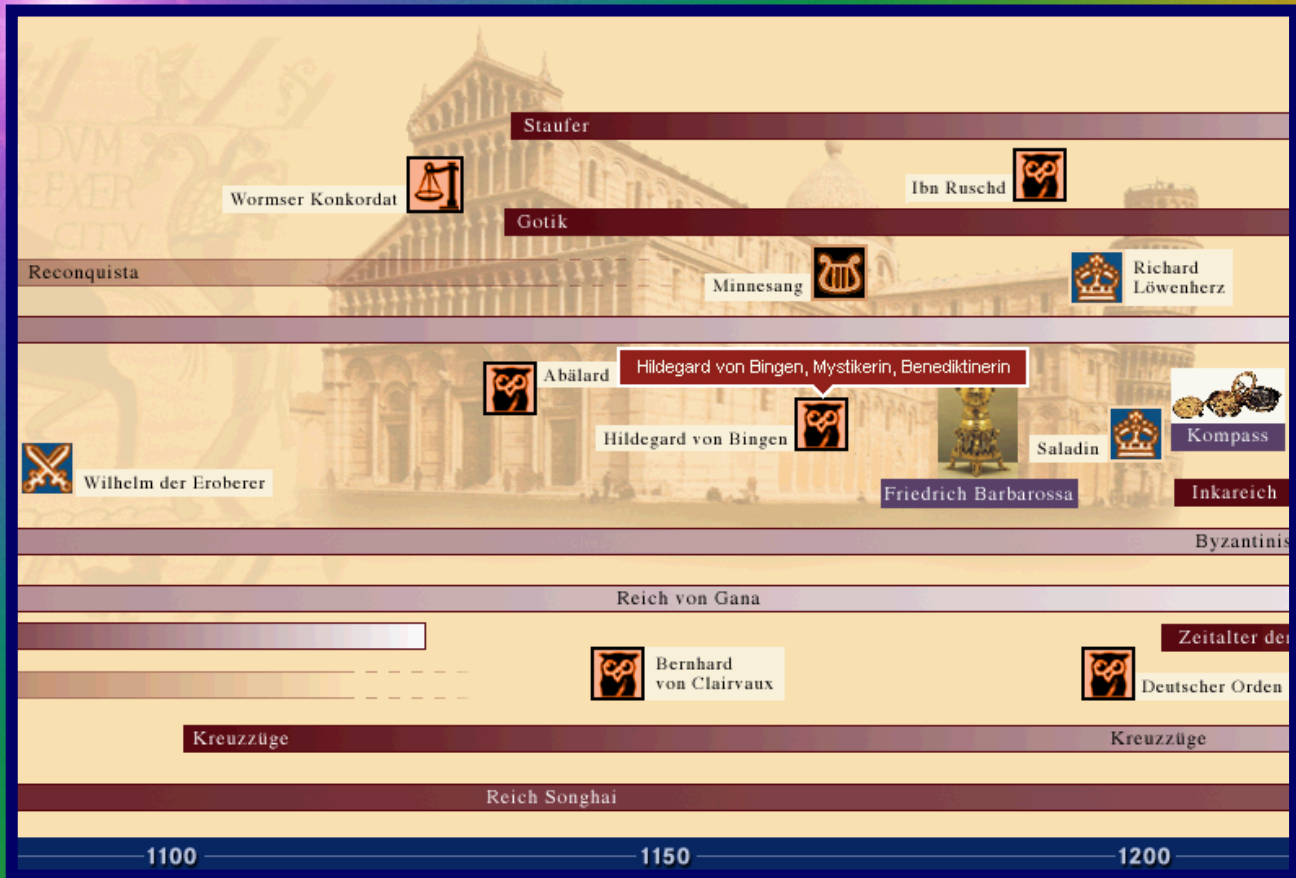 Staufer
Ibn Ruschd
Wormser Konkordat
Gotik
Reconquista
Richard
Löwenherz
Minnesang
Hildegard von Bingen, Mystikerin, Benediktinerin
Abälard
Hildegard von Bingen
Kompass
Saladin
Wilhelm der Eroberer
Friedrich Barbarossa
Inkareich
Byzantinis
Reich von Gana
Zeitalter der
Bernhard
von Clairvaux
Deutscher Orden
Kreuzzüge
Kreuzzüge
Reich Songhai
1100
1150
1200